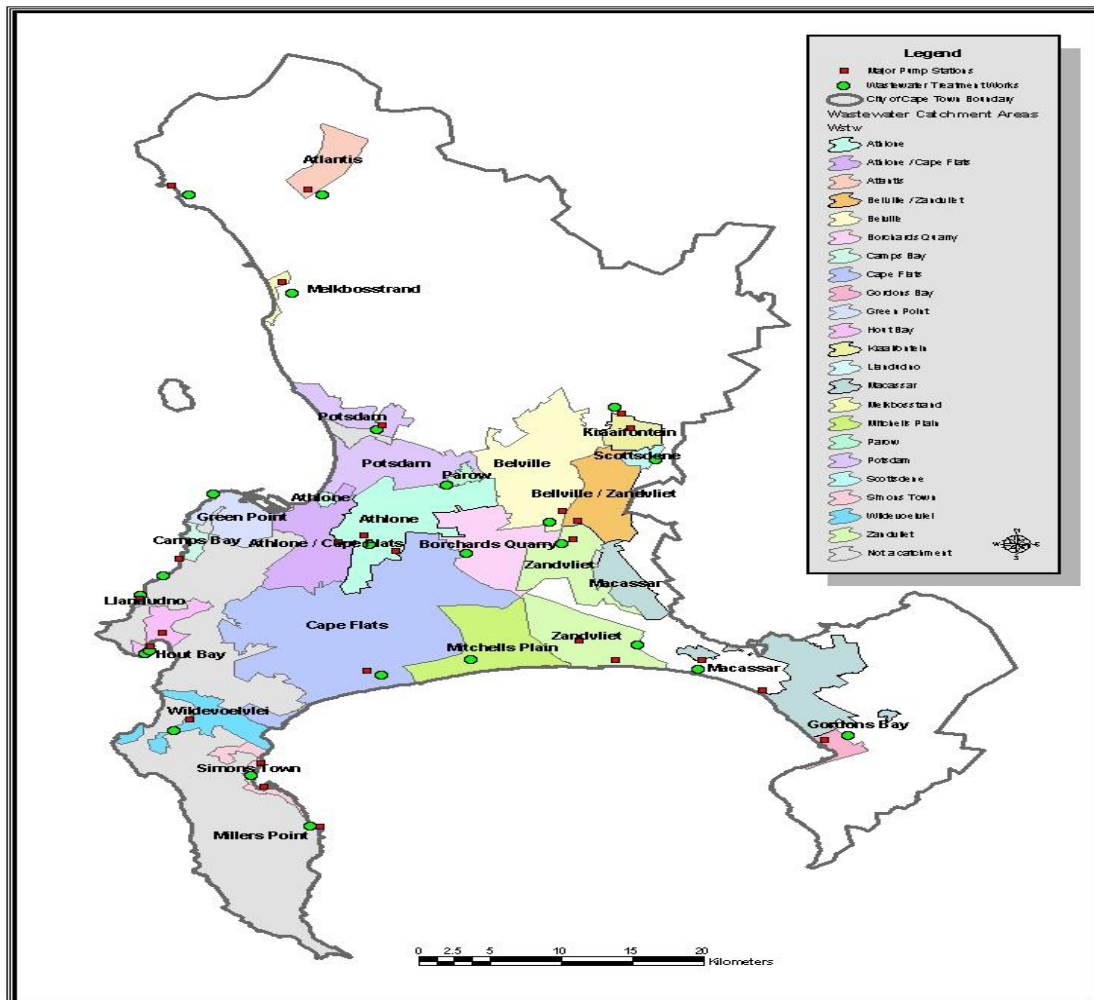 Legend
Major Pump Stations
Wastewater Treatment Works
City of Cape Town Boundary
Wastewater Catchment Areas
Wstw
Athlone
Athlone / Cape Flats
Atlantis
Bellville / Zandvliet
Belville
Borchards Quarry
Camps Bay
Cape Flats
Gordons Bay
Green Point
Hout Bay
Kraaifontein
Llandudno
Macassar
Melkbosstrand
Mitchells Plain
Parow
Potsdam
Scottsdene
Simons Town
Wildevoelvlei
Zandvliet
Not a catchment
N
W E
S
Atlantis
Melkbosstrand
Potsdam
Kraaifontein
Scottsdene
Potsdam
Belville
Parow
Athlone
Bellville / Zandvliet
Green Point
Athlone
Camps Bay
Athlone / Cape Flats
Borchards Quarry
Zandvliet
Macassar
Llandudno
Cape Flats
Zandvliet
Mitchells Plain
Hout Bay
Macassar
Wildevoelvlei
Gordons Bay
Simons Town
Millers Point
0 2.5 5 10 15 20
Kilometers